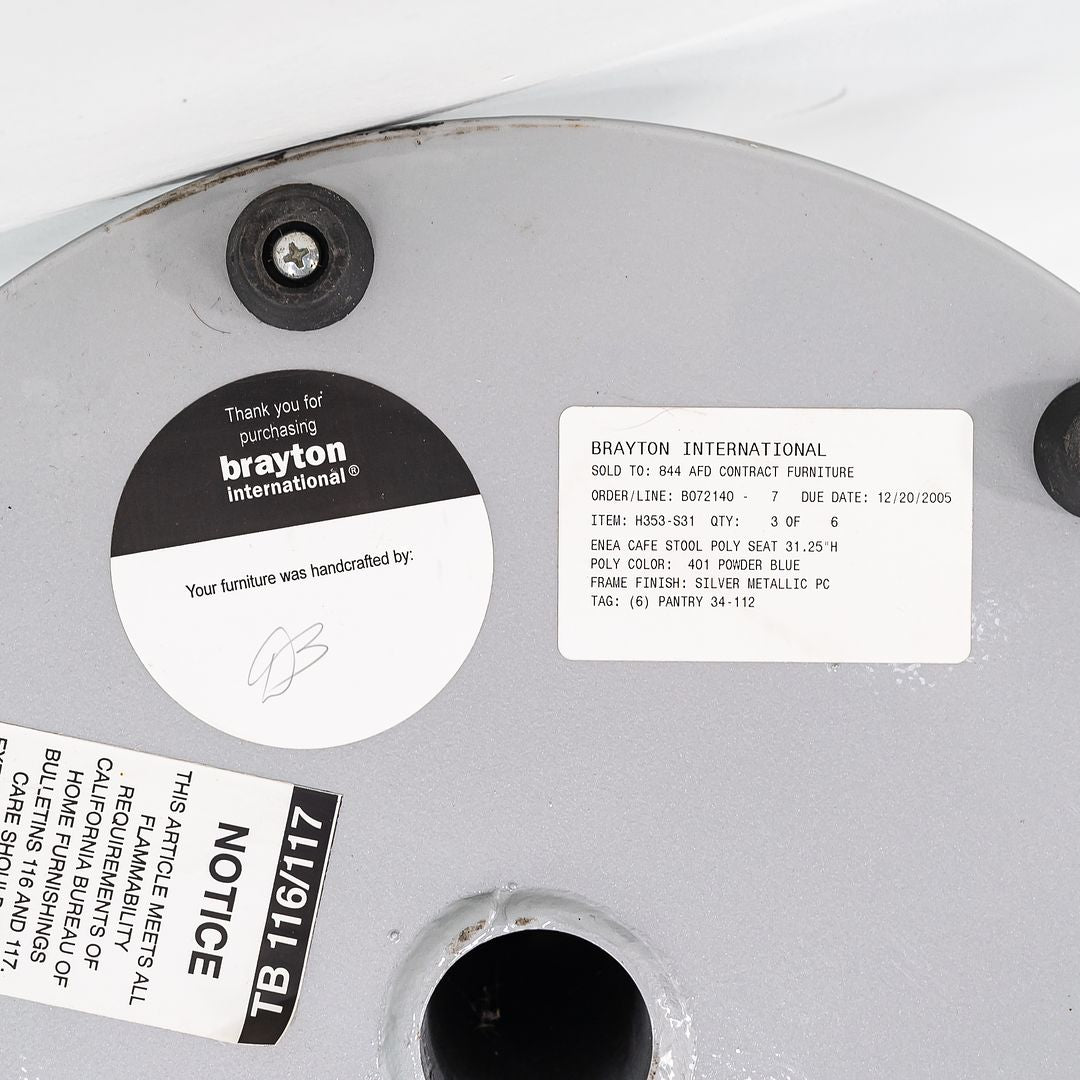 Thank you for
purchasing
brayton
international®
Your furniture was handcrafted by:
BRAYTON INTERNATIONAL
SOLD TO: 844 AFD CONTRACT FURNITURE
ORDER/LINE: B072140 - 7 DUE DATE: 12/20/2005
ITEM: H353-S31 QTY: 3 OF 6
ENEA CAFE STOOL POLY SEAT 31.25"H
POLY COLOR: 401 POWDER BLUE
FRAME FINISH: SILVER METALLIC PC
TAG: (6) PANTRY 34-112
TB 116/117
NOTICE
THIS ARTICLE MEETS ALL
FLAMMABILITY
REQUIREMENTS OF
CALIFORNIA BUREAU OF
HOME FURNISHINGS
BULLETINS 116 AND 117.
CARE